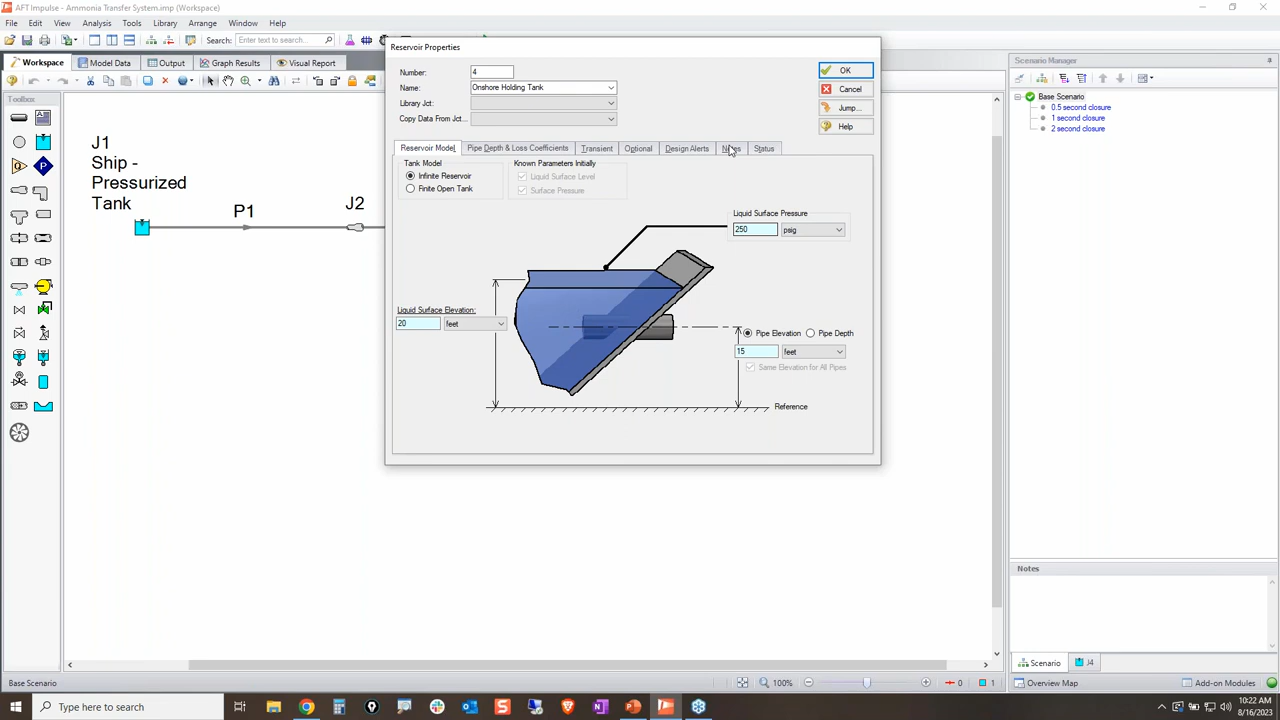 AFT Impulse - Ammonia Transfer System.imp (Workspace)
File Edit View Analysis Tools Library Arrange Window Help
Search: Enter text to search...
Workspace Model Data Output Graph Results Visual Report
Toolbox
J1
Ship -
Pressurized
Tank
P1
J2
Reservoir Properties
Number: 4
Name: Onshore Holding Tank
Library Jct:
Copy Data From Jct...
OK
Cancel
Jump...
Help
Reservoir Model Pipe Depth & Loss Coefficients Transient Optional Design Alerts Notes Status
Tank Model
Infinite Reservoir
Finite Open Tank
Known Parameters Initially
Liquid Surface Level
Surface Pressure
Liquid Surface Pressure
250 psig
Liquid Surface Elevation:
20 feet
Pipe Elevation Pipe Depth
15 feet
Same Elevation for All Pipes
Reference
Scenario Manager
Base Scenario
0.5 second closure
1 second closure
2 second closure
Notes
Scenario J4
Base Scenario
100%
0
1
Overview Map
Add-on Modules
Type here to search
10:22 AM
8/16/2023